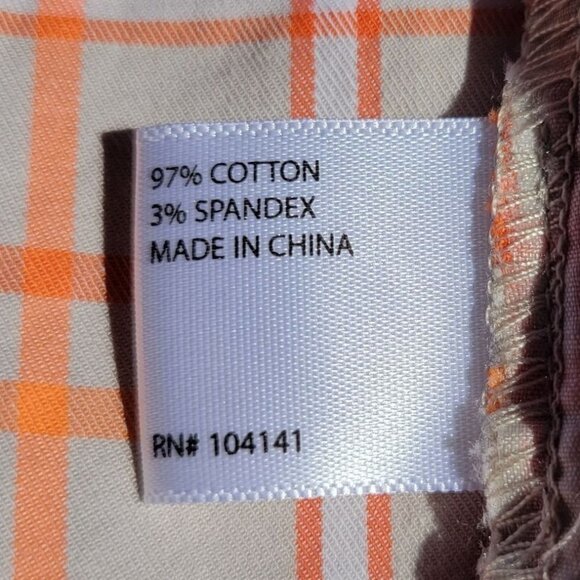 97% COTTON
3% SPANDEX
MADE IN CHINA
RN# 104141